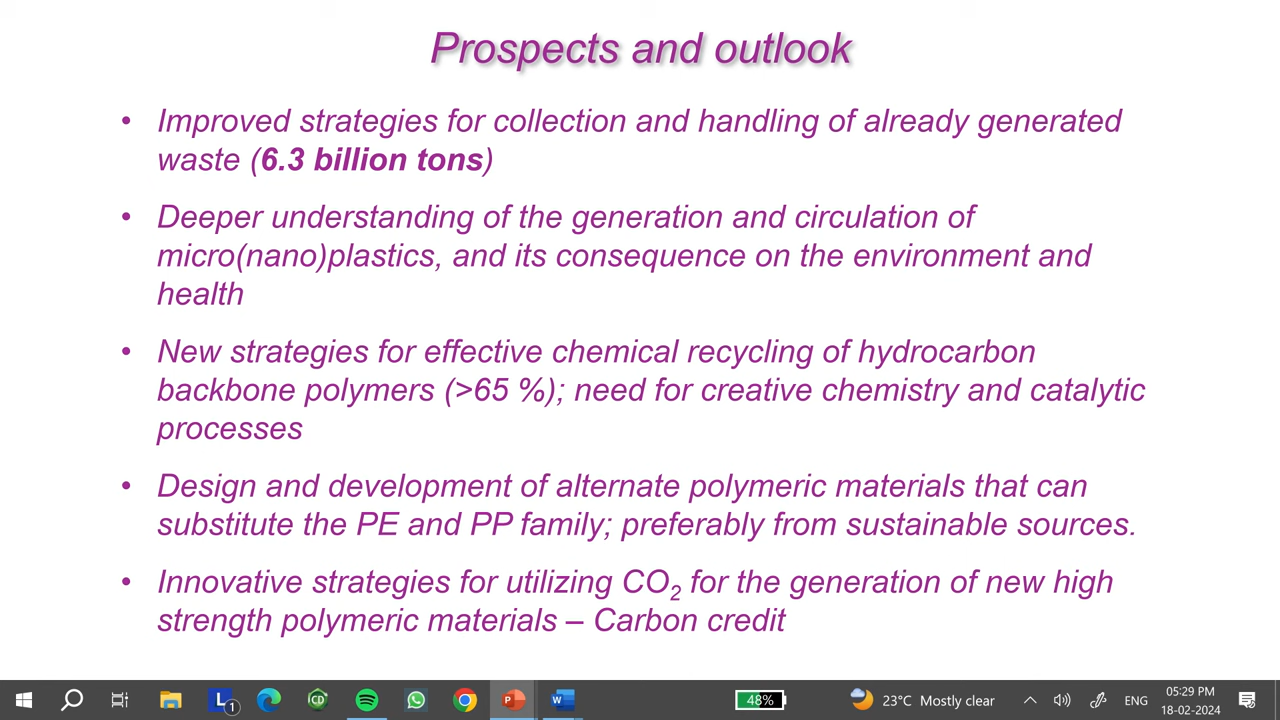 Prospects and outlook
• Improved strategies for collection and handling of already generated
waste (6.3 billion tons)
• Deeper understanding of the generation and circulation of
micro(nano)plastics, and its consequence on the environment and
health
• New strategies for effective chemical recycling of hydrocarbon
backbone polymers (>65 %); need for creative chemistry and catalytic
processes
• Design and development of alternate polymeric materials that can
substitute the PE and PP family; preferably from sustainable sources.
• Innovative strategies for utilizing CO₂ for the generation of new high
strength polymeric materials – Carbon credit
L 1 CD P W 48% 23°C Mostly clear ENG 05:29 PM
18-02-2024